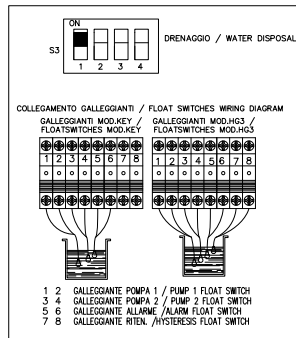 ON
S3
DRENAGGIO / WATER DISPOSAL
1 2 3 4
COLLEGAMENTO GALLEGGIANTI / FLOAT SWITCHES WIRING DIAGRAM
GALLEGGIANTI MOD.KEY /
FLOATSWITCHES MOD.KEY
GALLEGGIANTI MOD.HG3 /
FLOATSWITCHES MOD.HG3
1 2 3 4 5 6 7 8
1 2 3 4 5 6 7 8
1 2 GALLEGGIANTE POMPA 1 / PUMP 1 FLOAT SWITCH
3 4 GALLEGGIANTE POMPA 2 / PUMP 2 FLOAT SWITCH
5 6 GALLEGGIANTE ALLARME /ALARM FLOAT SWITCH
7 8 GALLEGGIANTE RITEN. /HYSTERESIS FLOAT SWITCH